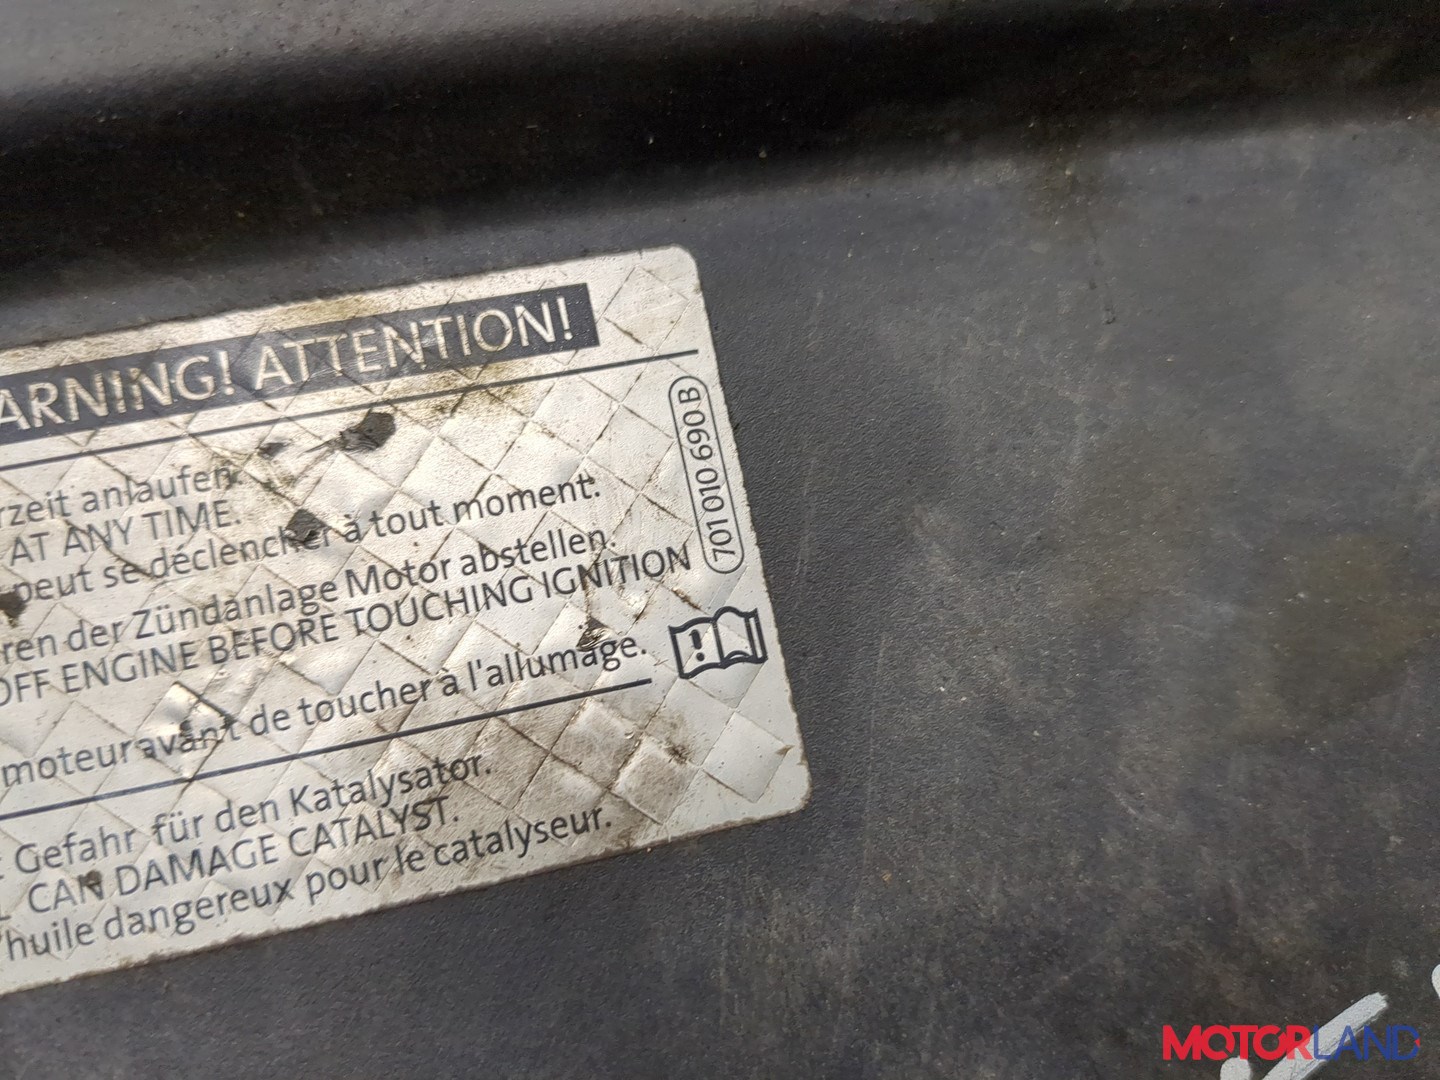 ARNING! ATTENTION!
rzeit anlaufen.
AT ANY TIME.
peut se déclencher à tout moment.
ren der Zündanlage Motor abstellen.
OFF ENGINE BEFORE TOUCHING IGNITION
moteur avant de toucher à l'allumage.
Gefahr für den Katalysator.
L CAN DAMAGE CATALYST.
'huile dangereux pour le catalyseur.
701 010 690 B
MOTORLAND